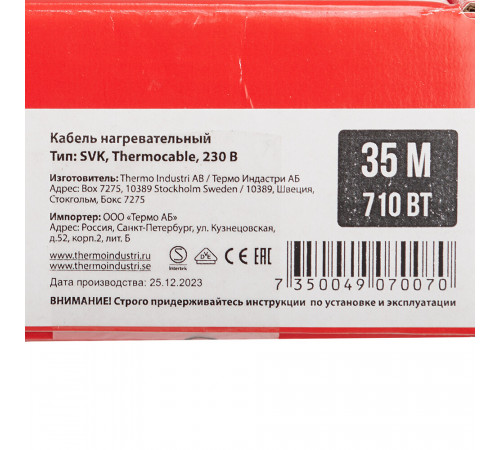 Кабель нагревательный
Тип: SVK, Thermocable, 230 В
Изготовитель: Thermo Industri AB / Термо Индастри АБ
Адрес: Box 7275, 10389 Stockholm Sweden / 10389, Швеция,
Стокгольм, Бокс 7275
Импортер: ООО «Термо АБ»
Адрес: Россия, Санкт-Петербург, ул. Кузнецовская,
д.52, корп.2, лит. Б
www.thermoindustri.ru
www.thermoindustri.se
S Intertek D E CE EAC
Дата производства: 25.12.2023
35 М
710 ВТ
7 350049 070070
ВНИМАНИЕ! Строго придерживайтесь инструкции по установке и эксплуатации